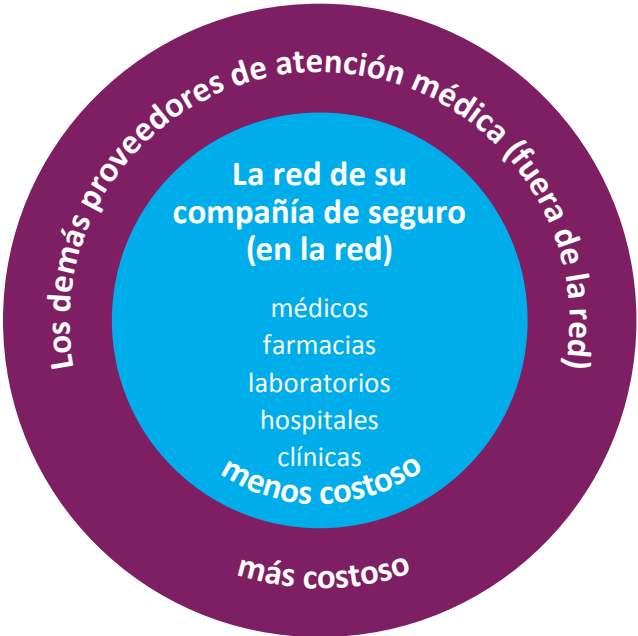 Los demás proveedores de atención médica (fuera de la red)
La red de su
compañía de seguro
(en la red)
médicos
farmacias
laboratorios
hospitales
clínicas
menos costoso
más costoso